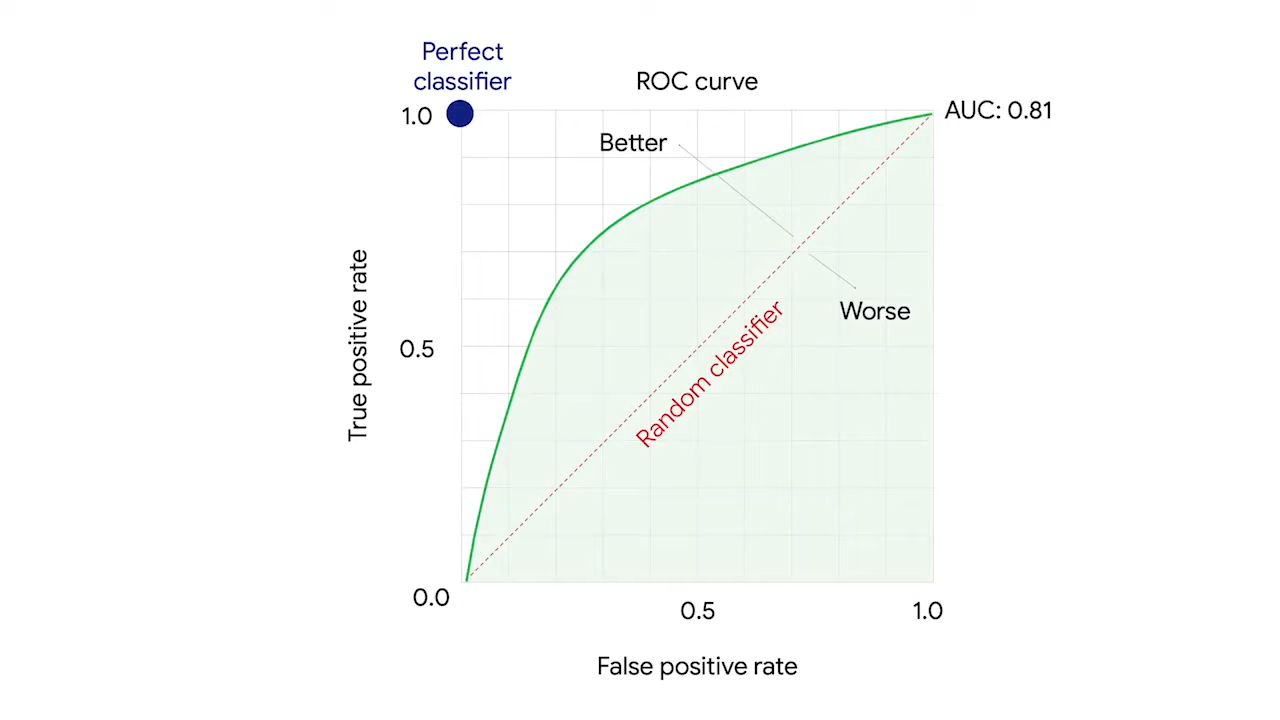 Perfect
classifier
ROC curve
1.0
AUC: 0.81
Better
True positive rate
Worse
Random classifier
0.5
0.0
0.5
1.0
False positive rate